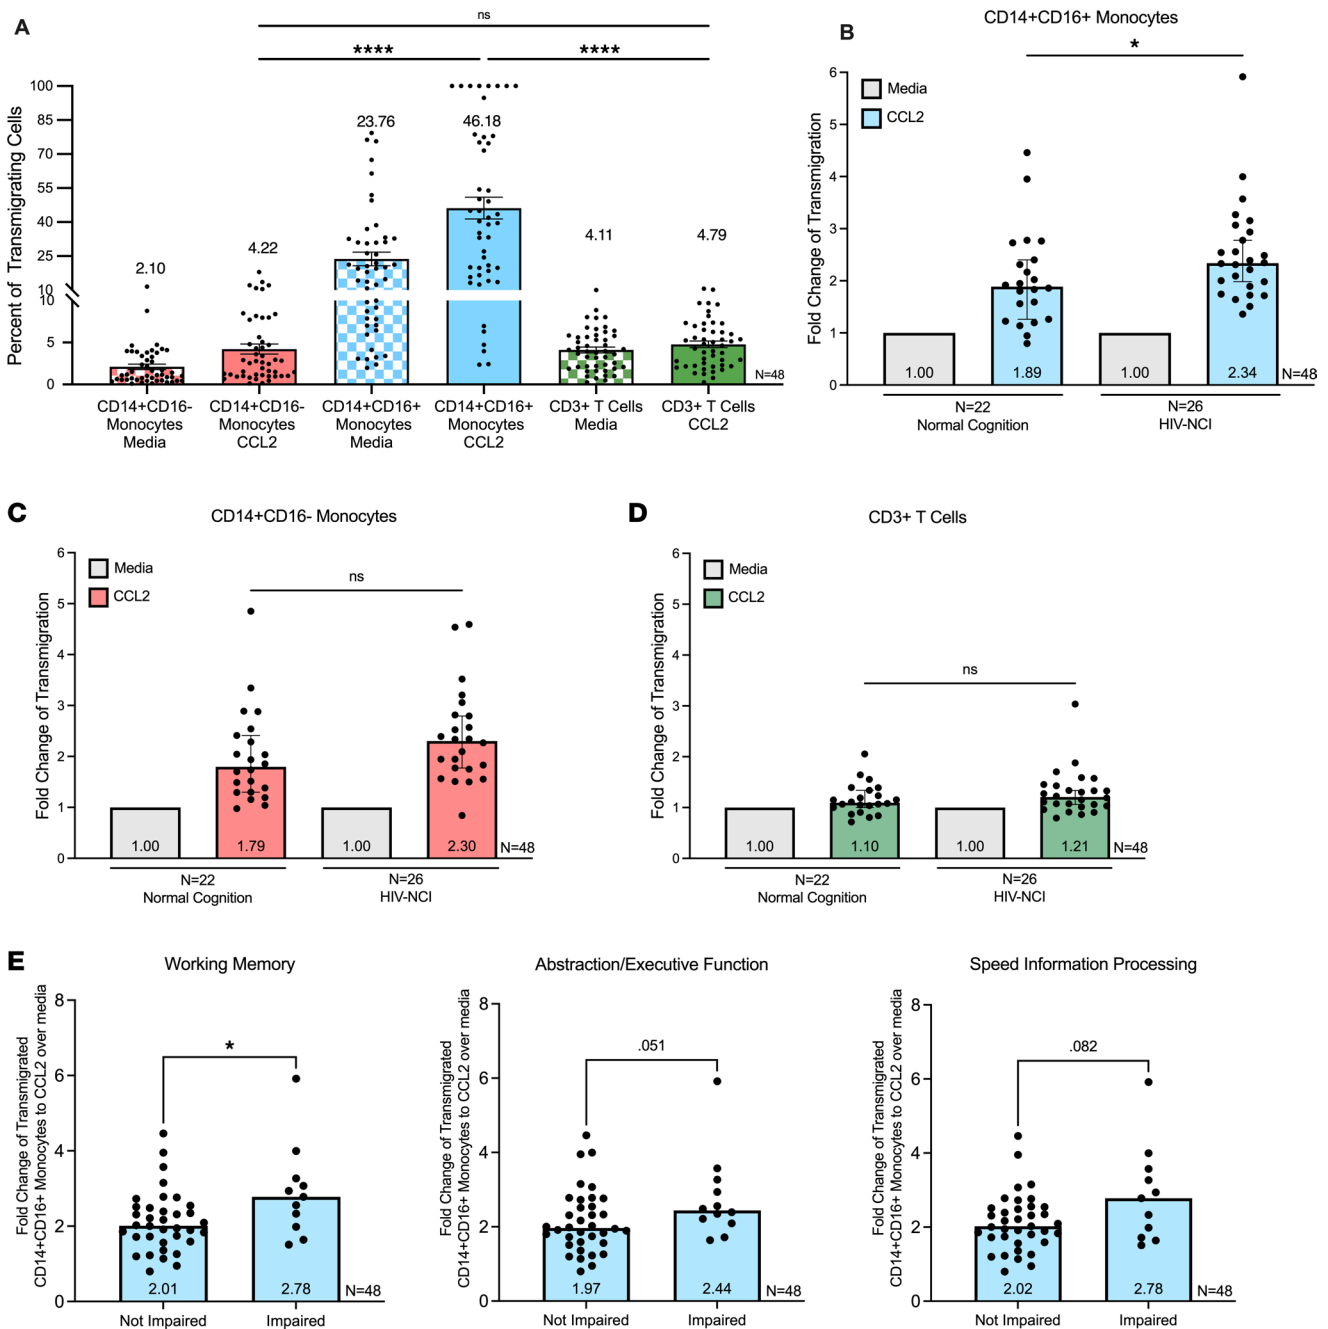 A
ns
****
****
Percent of Transmigrating Cells
100
85
70
55
40
25
10
10
5
0
2.10
4.22
23.76
46.18
4.11
4.79
N=48
CD14+CD16-
Monocytes
Media
CD14+CD16-
Monocytes
CCL2
CD14+CD16+
Monocytes
Media
CD14+CD16+
Monocytes
CCL2
CD3+ T Cells
Media
CD3+ T Cells
CCL2
B
CD14+CD16+ Monocytes
*
Media
CCL2
Fold Change of Transmigration
6
5
4
3
2
1
0
1.00
1.89
1.00
2.34
N=48
N=22
Normal Cognition
N=26
HIV-NCI
C
CD14+CD16- Monocytes
Media
CCL2
ns
Fold Change of Transmigration
6
5
4
3
2
1
0
1.00
1.79
1.00
2.30
N=48
N=22
Normal Cognition
N=26
HIV-NCI
D
CD3+ T Cells
Media
CCL2
ns
Fold Change of Transmigration
6
5
4
3
2
1
0
1.00
1.10
1.00
1.21
N=48
N=22
Normal Cognition
N=26
HIV-NCI
E
Working Memory
Fold Change of Transmigrated
CD14+CD16+ Monocytes to CCL2 over media
8
6
4
2
0
*
2.01
2.78
N=48
Not Impaired
Impaired
Abstraction/Executive Function
Fold Change of Transmigrated
CD14+CD16+ Monocytes to CCL2 over media
8
6
4
2
0
.051
1.97
2.44
N=48
Not Impaired
Impaired
Speed Information Processing
Fold Change of Transmigrated
CD14+CD16+ Monocytes to CCL2 over media
8
6
4
2
0
.082
2.02
2.78
N=48
Not Impaired
Impaired